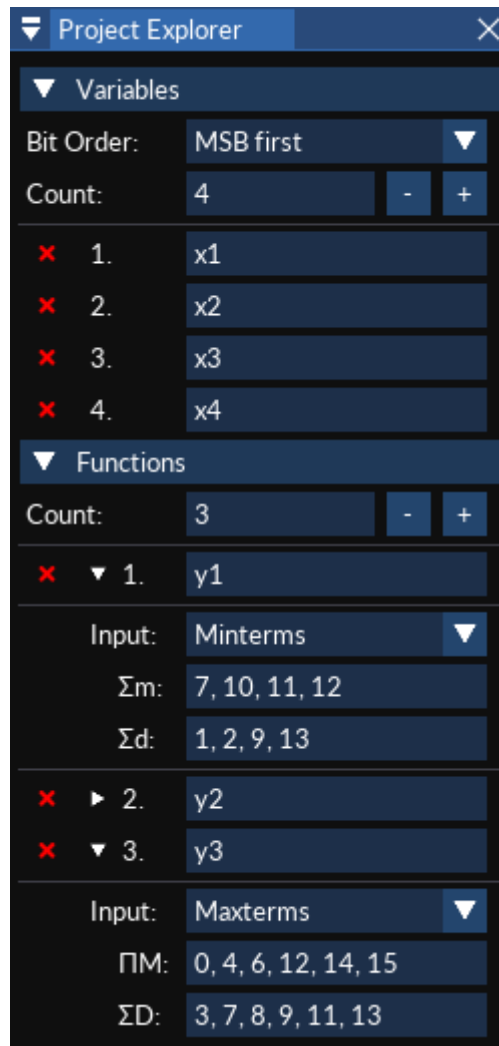 Project Explorer
Variables
Bit Order: MSB first
Count: 4 - +
1. x1
2. x2
3. x3
4. x4
Functions
Count: 3 - +
1. y1
Input: Minterms
Σm: 7, 10, 11, 12
Σd: 1, 2, 9, 13
2. y2
3. y3
Input: Maxterms
ΠM: 0, 4, 6, 12, 14, 15
ΣD: 3, 7, 8, 9, 11, 13